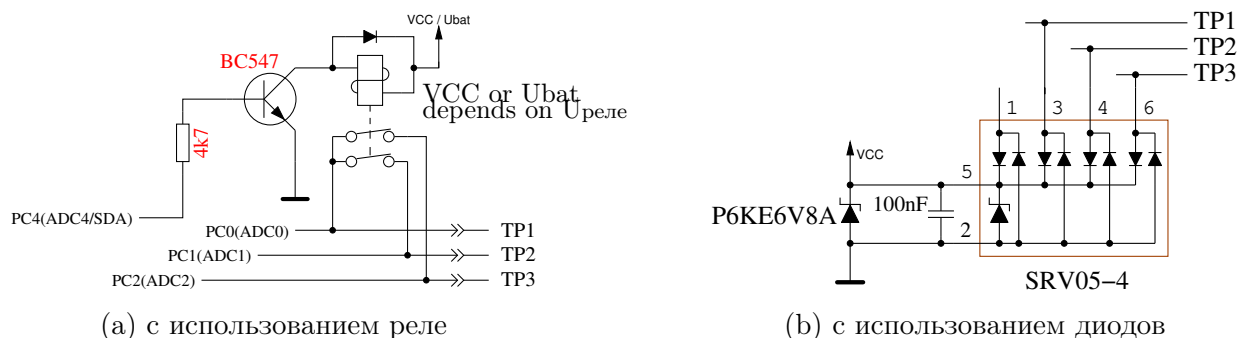 VCC / Ubat
BC547
VCC or Ubat
depends on Uреле
4k7
PC4(ADC4/SDA)
PC0(ADC0)
TP1
PC1(ADC1)
TP2
PC2(ADC2)
TP3
(a) с использованием реле
TP1
TP2
TP3
1 3 4 6
VCC
5
P6KE6V8A
100nF
2
SRV05−4
(b) с использованием диодов